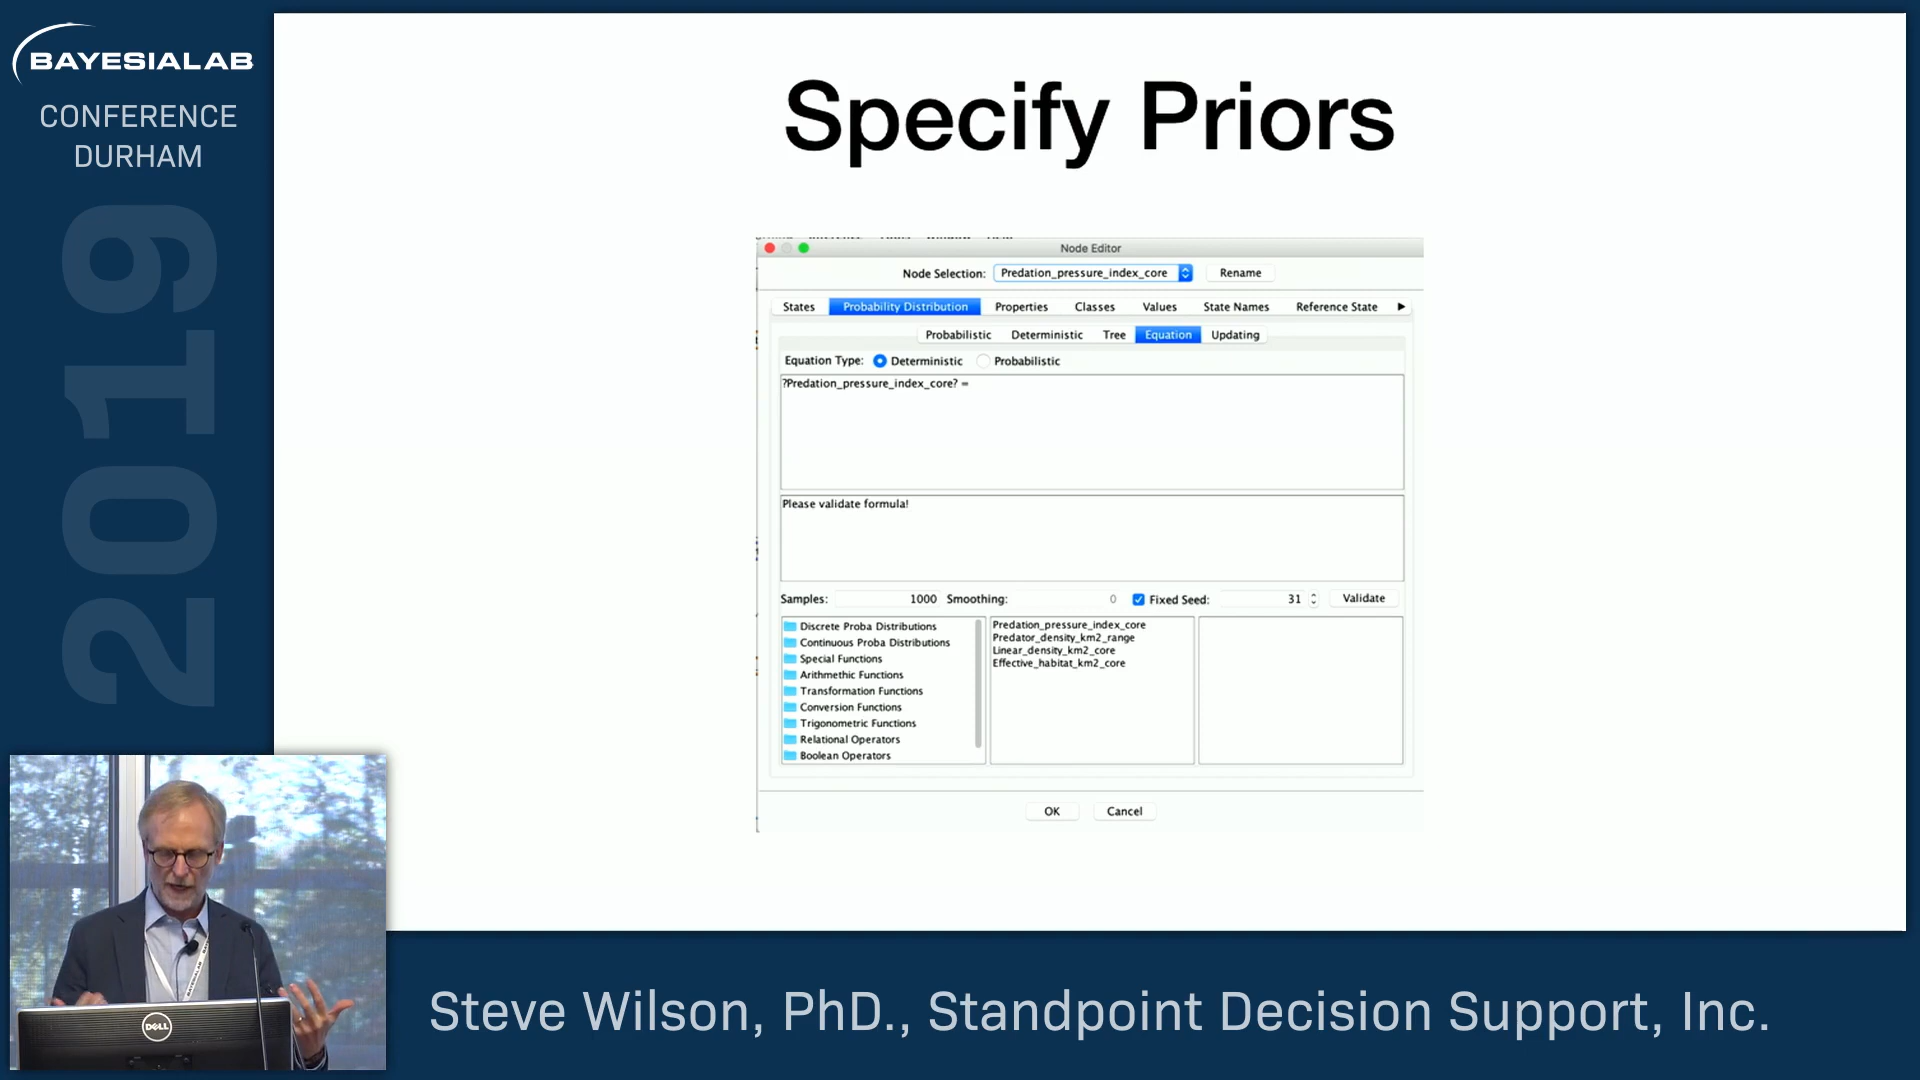 BAYESIALAB
CONFERENCE
DURHAM
2019
Specify Priors
Node Editor
Node Selection: Predation_pressure_index_core Rename
States Probability Distribution Properties Classes Values State Names Reference State
Probabilistic Deterministic Tree Equation Updating
Equation Type: Deterministic Probabilistic
?Predation_pressure_index_core? =
Please validate formula!
Samples: 1000 Smoothing: 0 Fixed Seed: 31 Validate
Discrete Proba Distributions
Continuous Proba Distributions
Special Functions
Arithmethic Functions
Transformation Functions
Conversion Functions
Trigonometric Functions
Relational Operators
Boolean Operators
Predation_pressure_index_core
Predator_density_km2_range
Linear_density_km2_core
Effective_habitat_km2_core
OK Cancel
DELL
BAYESIALAB
Steve Wilson, PhD., Standpoint Decision Support, Inc.